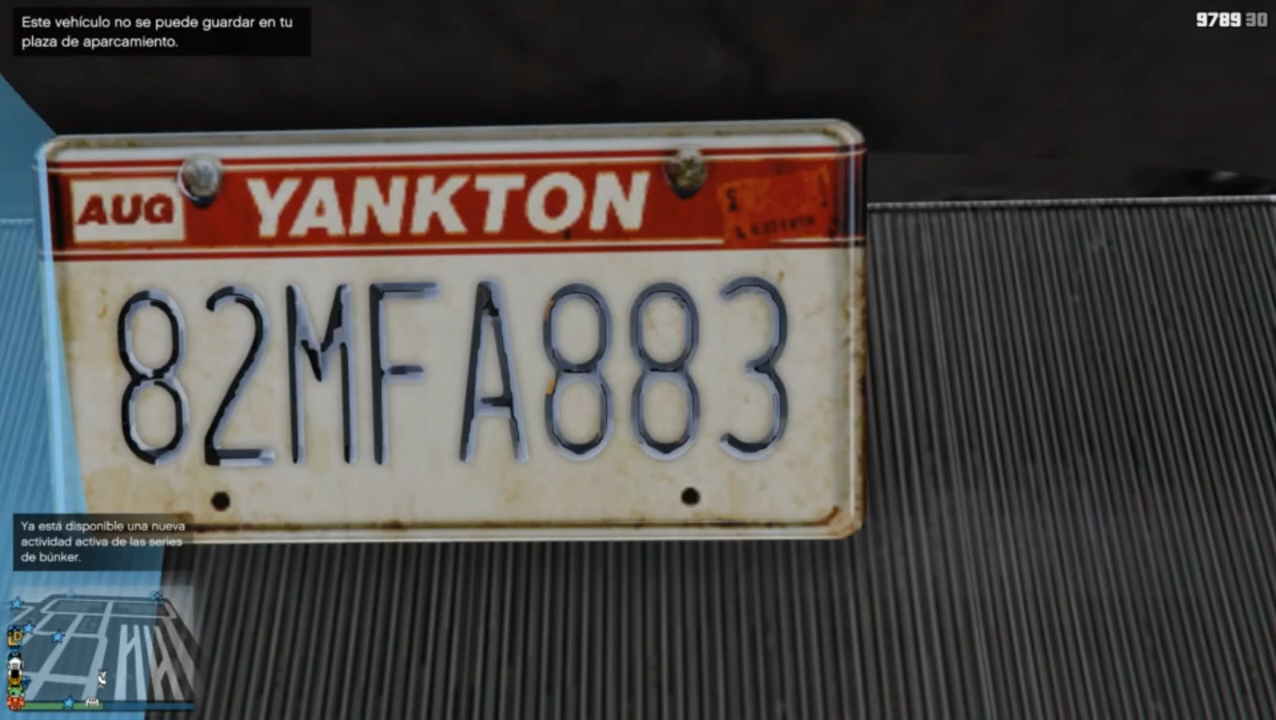 Este vehículo no se puede guardar en tu
plaza de aparcamiento.
9789 30
AUG YANKTON
82MFA883
Ya está disponible una nueva
actividad activa de las series
de búnker.